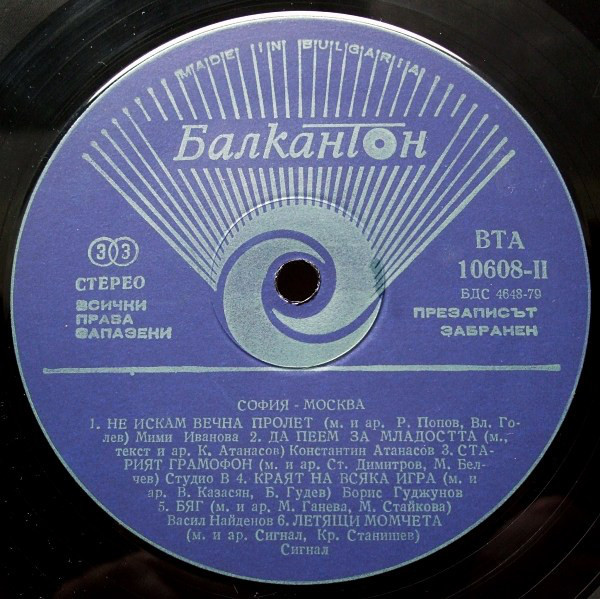 MADE IN BULGARIA
Балкантон
33
СТЕРЕО
ВСИЧКИ
ПРАВА
ЗАПАЗЕНИ
ВТА
10608-II
БДС 4648-79
ПРЕЗАПИСЪТ
ЗАБРАНЕН
СОФИЯ - МОСКВА
1. НЕ ИСКАМ ВЕЧНА ПРОЛЕТ (м. и ар. Р. Попов, Вл. Го-
лев) Мими Иванова 2. ДА ПЕЕМ ЗА МЛАДОСТТА (м.,
текст и ар. К. Атанасов) Константин Атанасов 3. СТА-
РИЯТ ГРАМОФОН (м. и ар. Ст. Димитров, М. Бел-
чев) Студио В 4. КРАЯТ НА ВСЯКА ИГРА (м. и
ар. В. Казасян, Б. Гудев) Борис Гуджунов
5. БЯГ (м. и ар. М. Ганева, М. Стайкова)
Васил Найденов 6. ЛЕТЯЩИ МОМЧЕТА
(м. и ар. Сигнал, Кр. Станишев)
Сигнал